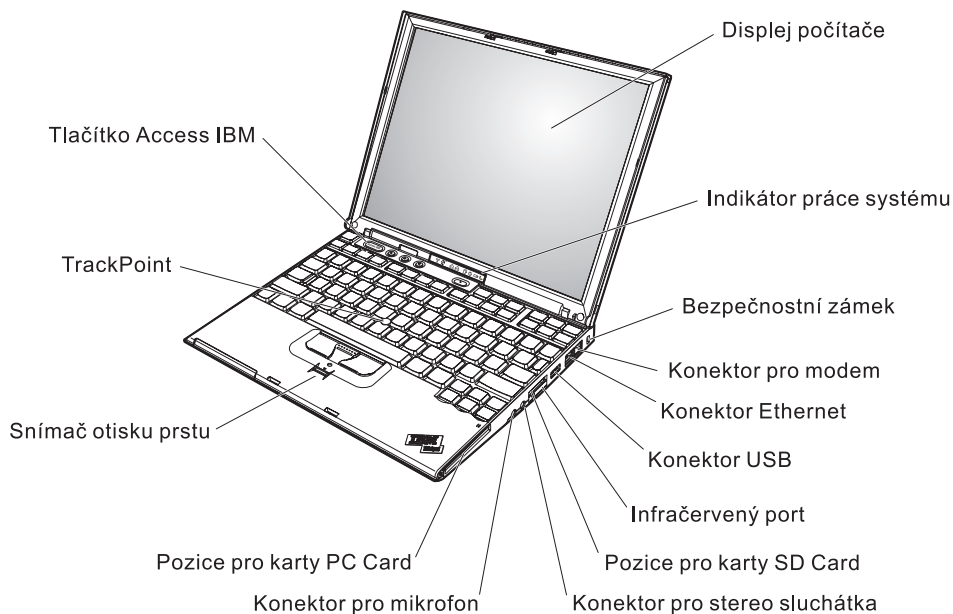 Displej počítače
Tlačítko Access IBM
Indikátor práce systému
TrackPoint
Bezpečnostní zámek
Konektor pro modem
Konektor Ethernet
Snímač otisku prstu
Konektor USB
Infračervený port
Pozice pro karty PC Card
Pozice pro karty SD Card
Konektor pro mikrofon
Konektor pro stereo sluchátka